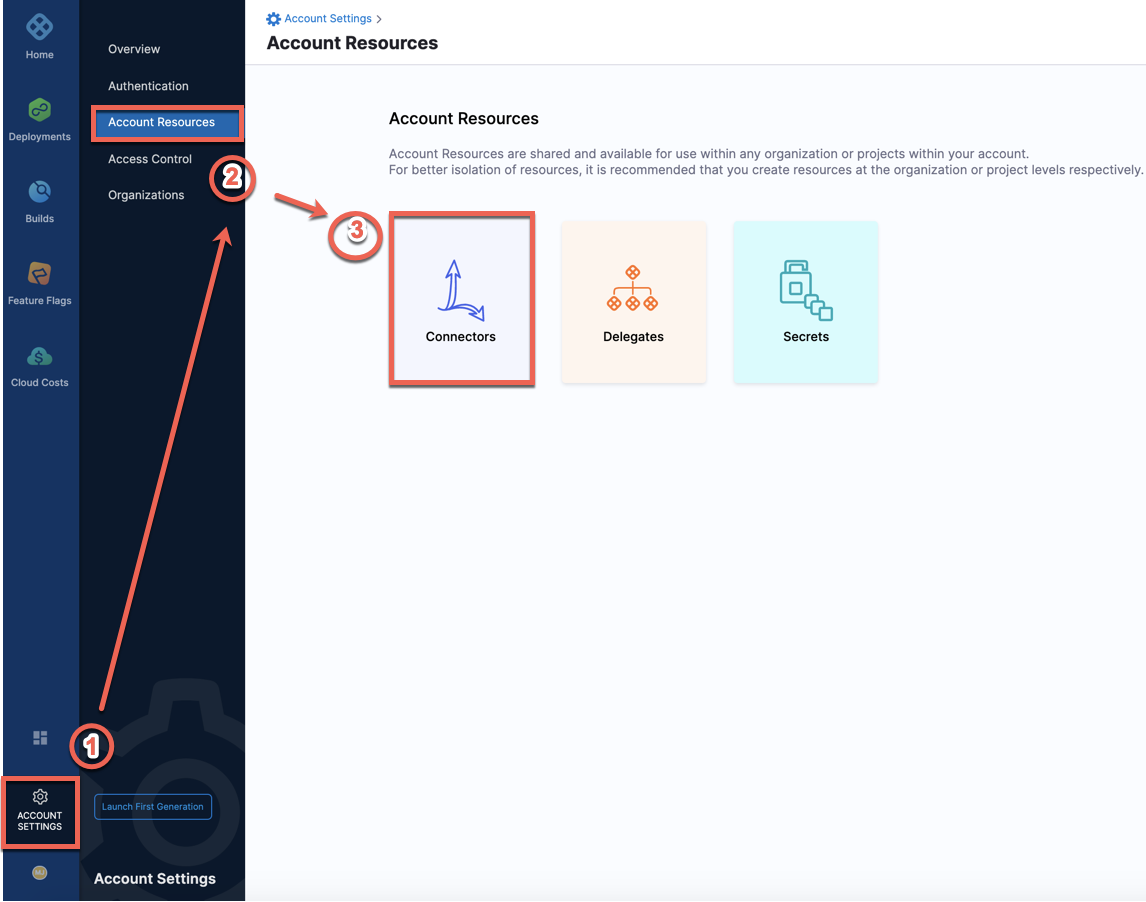 Home
Deployments
Builds
Feature Flags
Cloud Costs
1
ACCOUNT
SETTINGS
Overview
Authentication
Account Resources
Access Control
Organizations
2
Launch First Generation
Account Settings
Account Settings >
Account Resources
Account Resources
Account Resources are shared and available for use within any organization or projects within your account.
For better isolation of resources, it is recommended that you create resources at the organization or project levels respectively.
3
Connectors
Delegates
Secrets